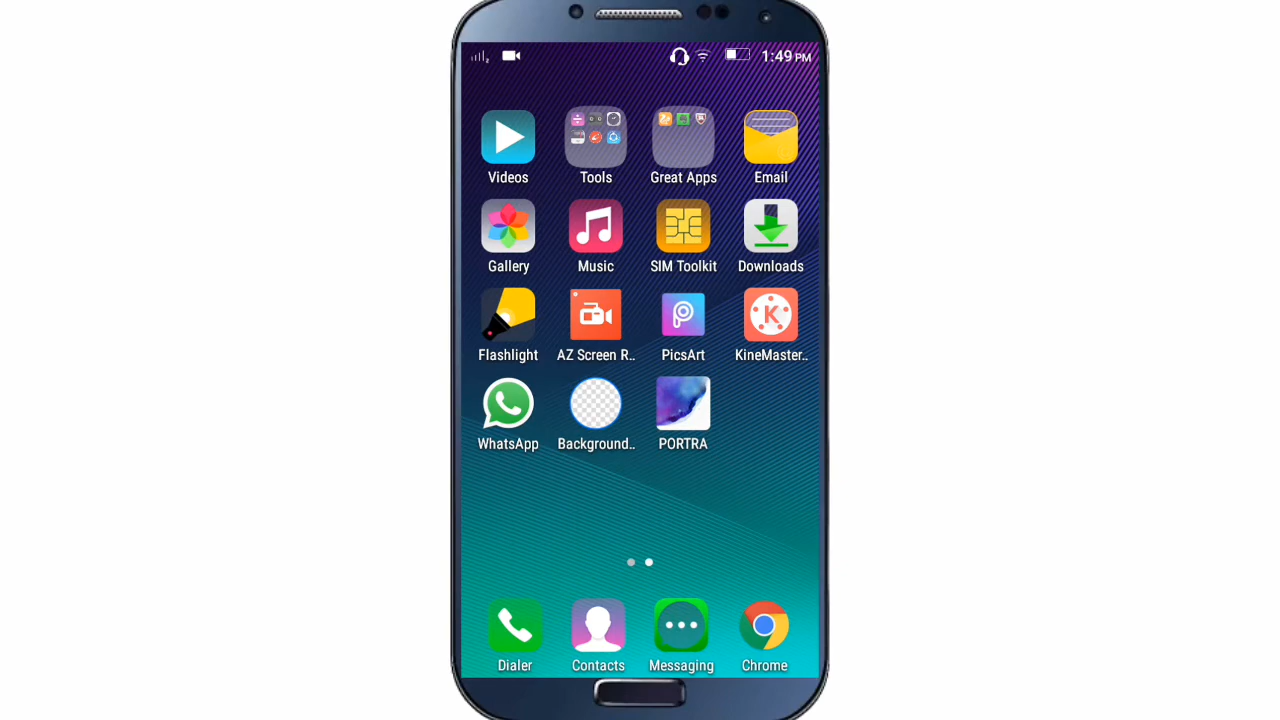 1:49 PM
Videos
Tools
Great Apps
Email
Gallery
Music
SIM Toolkit
Downloads
Flashlight
AZ Screen R..
PicsArt
KineMaster..
WhatsApp
Background..
PORTRA
Dialer
Contacts
Messaging
Chrome